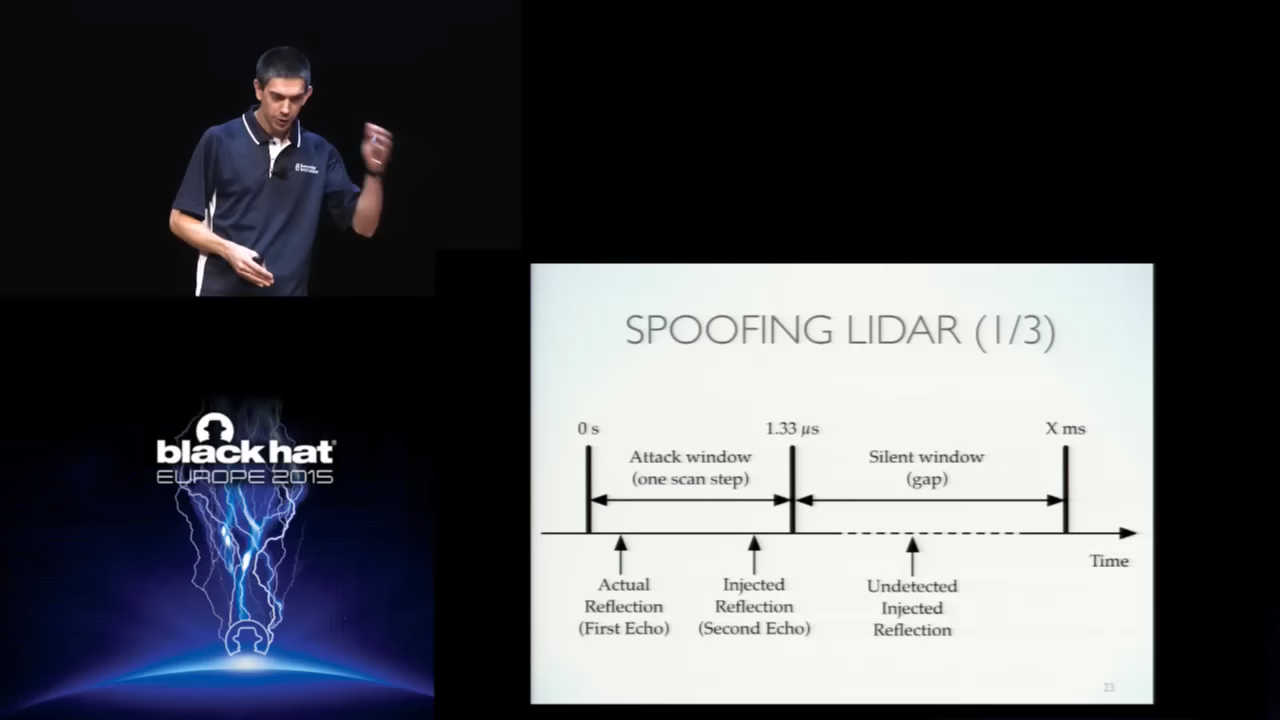 black hat
EUROPE 2015
SPOOFING LIDAR (1/3)
0 s
1.33 μs
X ms
Attack window
(one scan step)
Silent window
(gap)
Time
Actual
Reflection
(First Echo)
Injected
Reflection
(Second Echo)
Undetected
Injected
Reflection
23